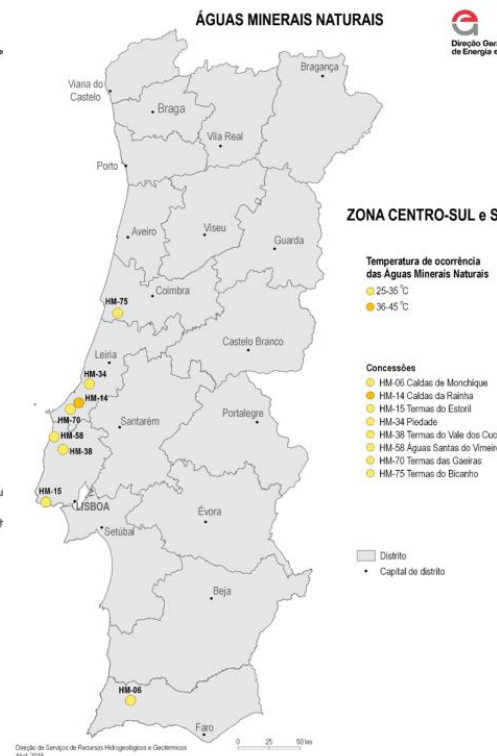 ÁGUAS MINERAIS NATURAIS
Direção Ger
de Energia e
Bragança
Viana do
Castelo
Braga
Vila Real
Porto
ZONA CENTRO-SUL e S
Aveiro
Viseu
Guarda
Temperatura de ocorrência
das Águas Minerais Naturais
25-35 °C
36-45 °C
HM-75
Coimbra
Leiria
Castelo Branco
HM-34
HM-14
HM-70
Concessões
HM-06 Caldas de Monchique
HM-14 Caldas da Rainha
HM-15 Termas do Estoril
HM-34 Piedade
HM-38 Termas do Vale dos Cuc
HM-58 Águas Santas do Vimeiro
HM-70 Termas das Gaeiras
HM-75 Termas do Bicanho
Santarém
Portalegre
HM-58
HM-38
HM-15
LISBOA
Setúbal
Évora
Distrito
Capital de distrito
Beja
HM-06
Faro
Direção de Serviços de Recursos Hidrogeológicos e Geotérmicos
0 25 50 km